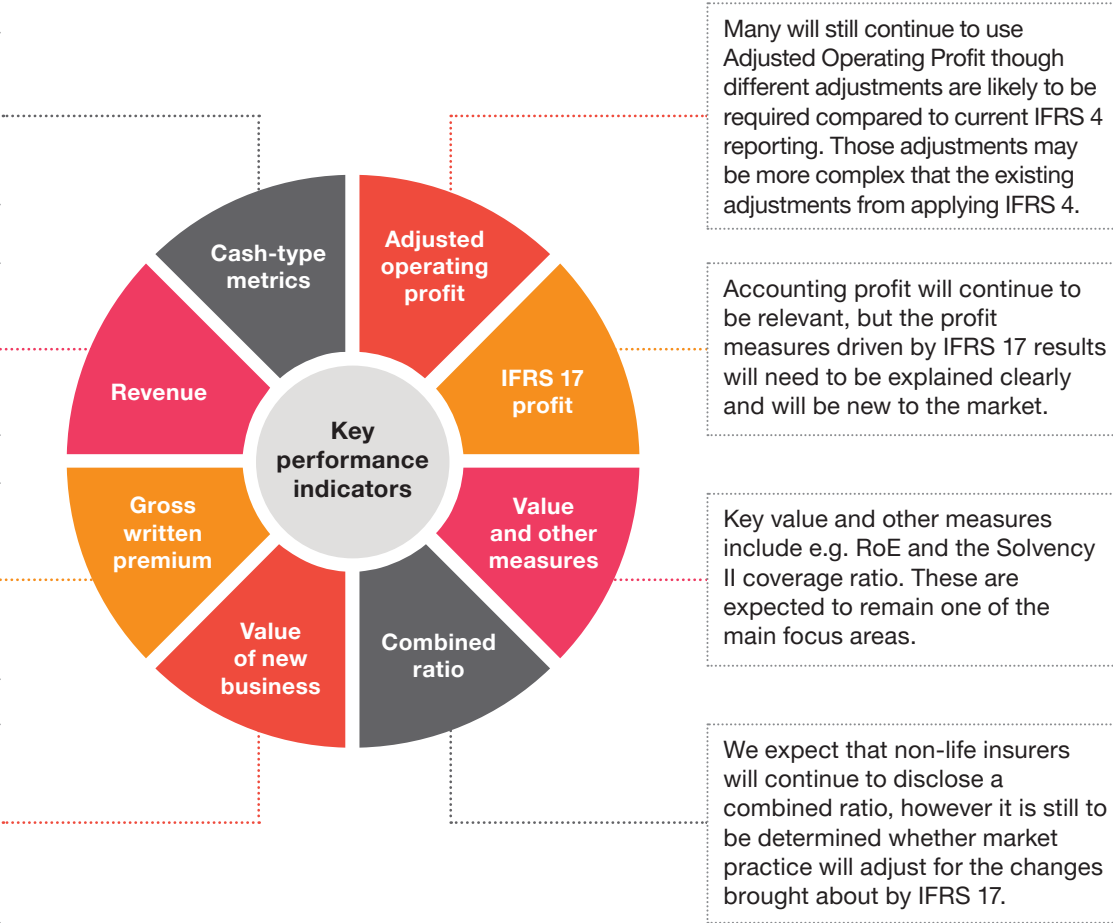 Cash-type
metrics
Adjusted
operating
profit
Revenue
IFRS 17
profit
Key
performance
indicators
Gross
written
premium
Value
and other
measures
Value
of new
business
Combined
ratio
Many will still continue to use
Adjusted Operating Profit though
different adjustments are likely to be
required compared to current IFRS 4
reporting. Those adjustments may
be more complex that the existing
adjustments from applying IFRS 4.
Accounting profit will continue to
be relevant, but the profit
measures driven by IFRS 17 results
will need to be explained clearly
and will be new to the market.
Key value and other measures
include e.g. RoE and the Solvency
II coverage ratio. These are
expected to remain one of the
main focus areas.
We expect that non-life insurers
will continue to disclose a
combined ratio, however it is still to
be determined whether market
practice will adjust for the changes
brought about by IFRS 17.